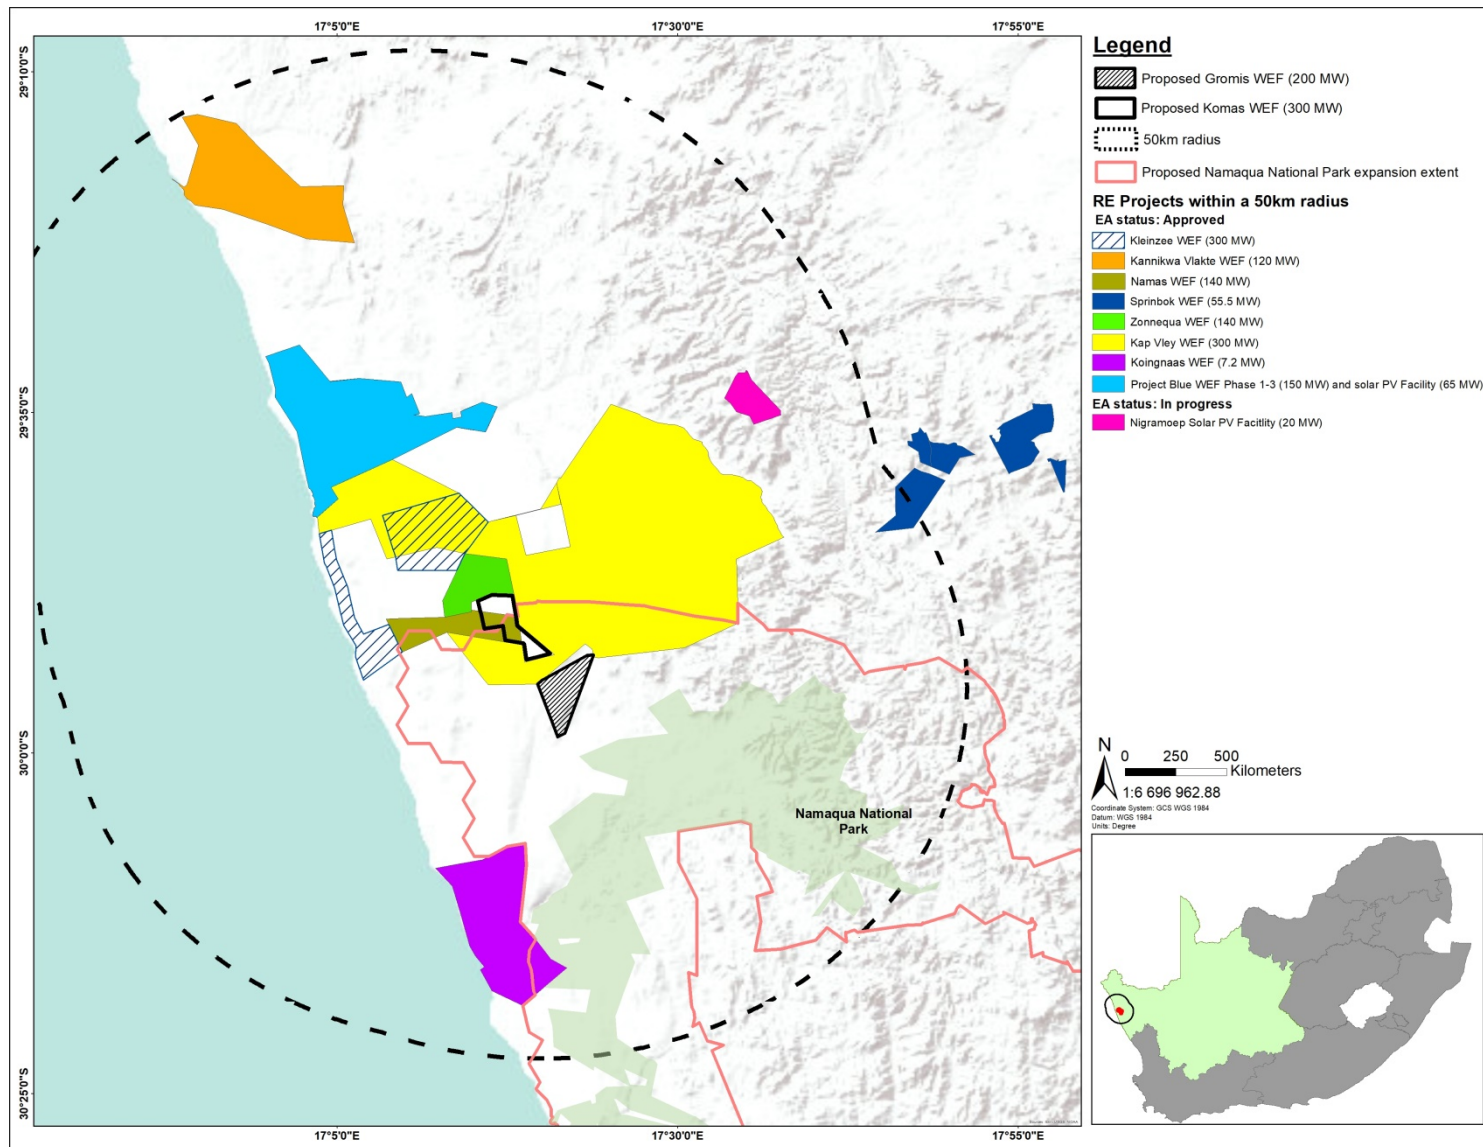 17°5'0"E
17°30'0"E
17°55'0"E
29°10'0"S
29°35'0"S
30°0'0"S
30°25'0"S
Namaqua National
Park
17°5'0"E
17°30'0"E
17°55'0"E
Legend
Proposed Gromis WEF (200 MW)
Proposed Komas WEF (300 MW)
50km radius
Proposed Namaqua National Park expansion extent
RE Projects within a 50km radius
EA status: Approved
Kleinzee WEF (300 MW)
Kannikwa Vlakte WEF (120 MW)
Namas WEF (140 MW)
Sprinbok WEF (55.5 MW)
Zonnequa WEF (140 MW)
Kap Vley WEF (300 MW)
Koingnaas WEF (7.2 MW)
Project Blue WEF Phase 1-3 (150 MW) and solar PV Facility (65 MW)
EA status: In progress
Nigramoep Solar PV Facitlity (20 MW)
N
0 250 500
Kilometers
1:6 696 962.88
Coordinate System: GCS WGS 1984
Datum: WGS 1984
Units: Degree